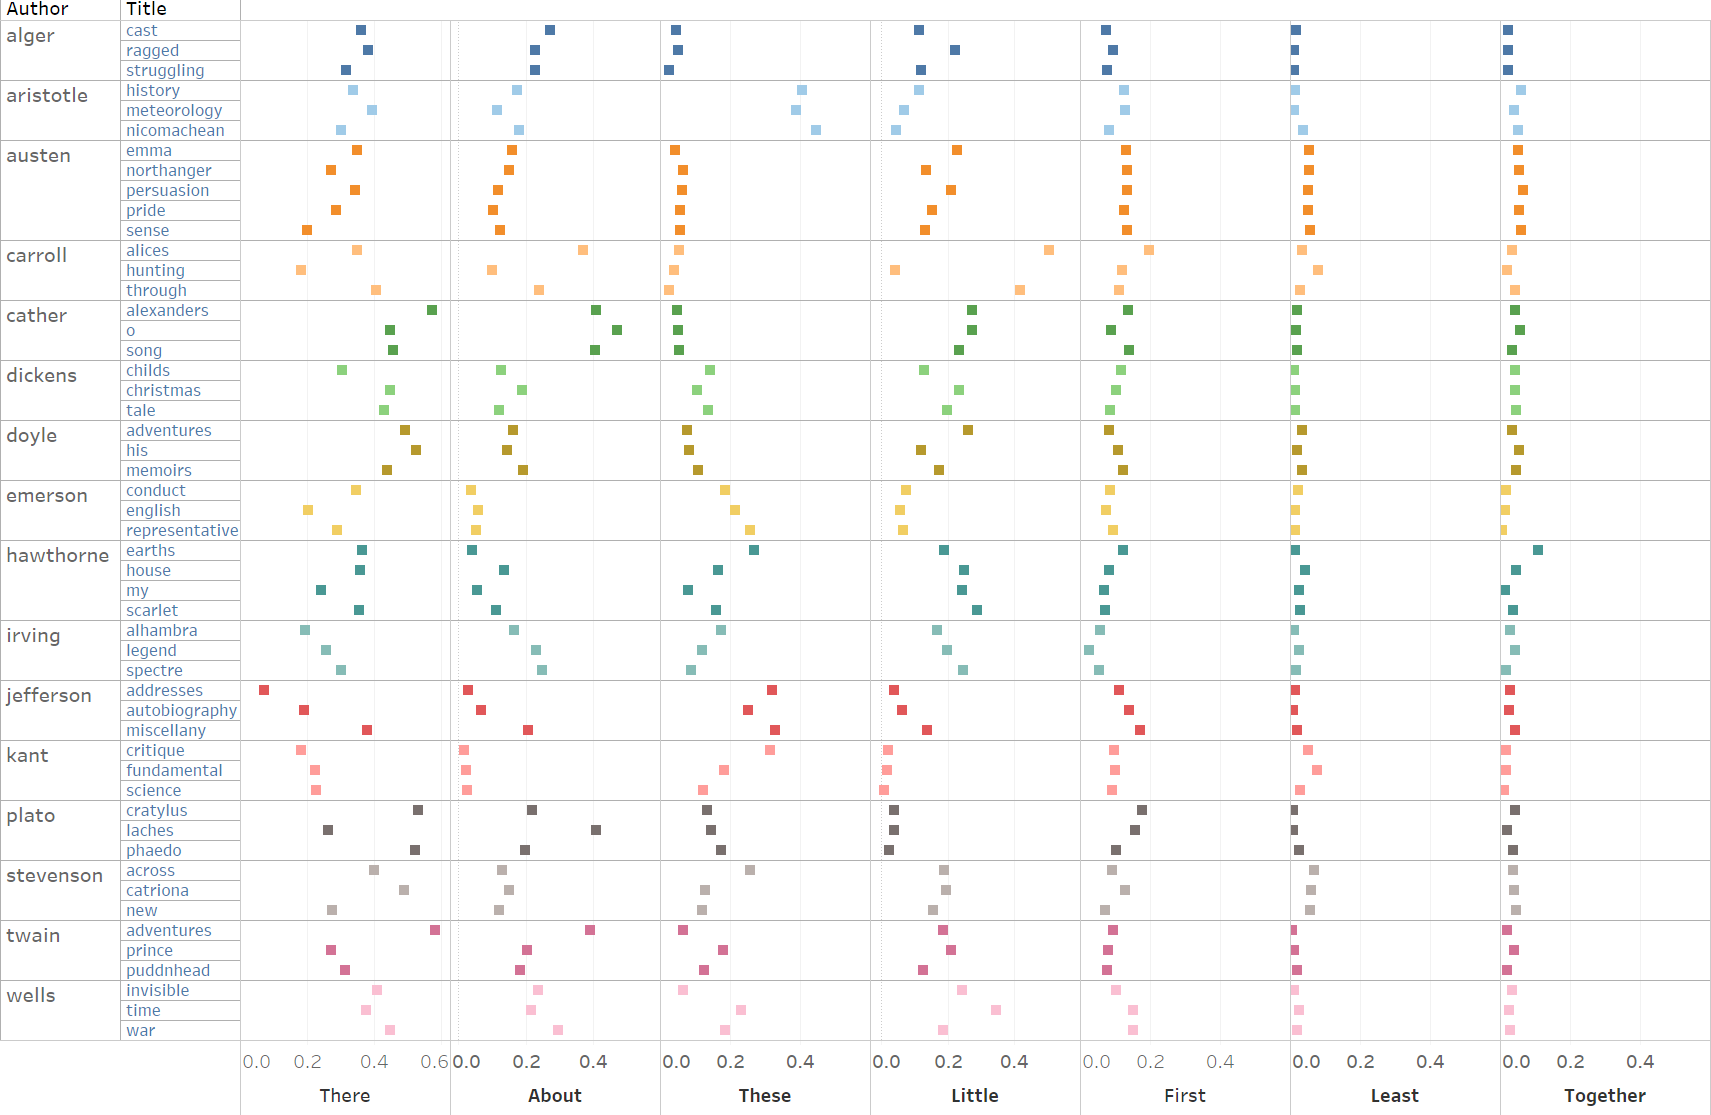 Author Title
alger cast
ragged
struggling
aristotle history
meteorology
nicomachean
austen emma
northanger
persuasion
pride
sense
carroll alices
hunting
through
cather alexanders
o
song
dickens childs
christmas
tale
doyle adventures
his
memoirs
emerson conduct
english
representative
hawthorne earths
house
my
scarlet
irving alhambra
legend
spectre
jefferson addresses
autobiography
miscellany
kant critique
fundamental
science
plato cratylus
laches
phaedo
stevenson across
catriona
new
twain adventures
prince
puddnhead
wells invisible
time
war
0.0 0.2 0.4 0.6 0.0 0.2 0.4 0.0 0.2 0.4 0.0 0.2 0.4 0.0 0.2 0.4 0.0 0.2 0.4 0.0 0.2 0.4
There About These Little First Least Together